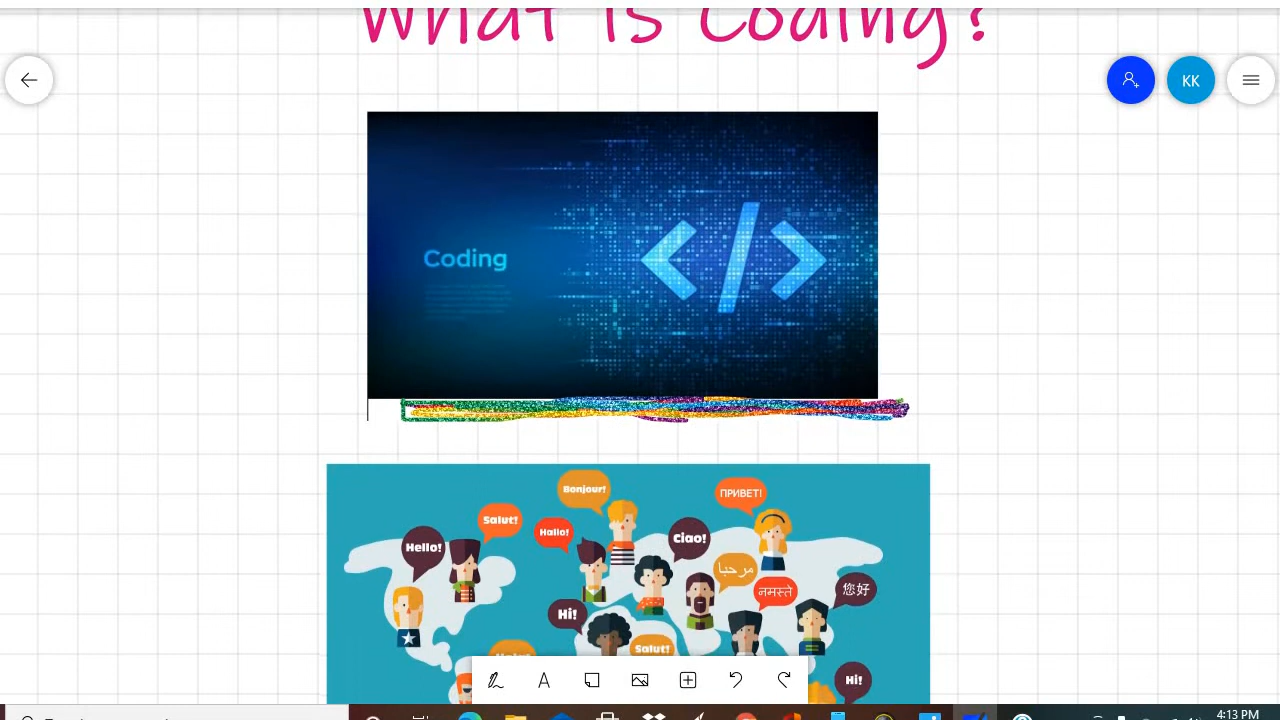 What is Coding?
KK
Coding
</>
Bonjour!
ПРИВЕТ!
Salut!
Hallo!
Hello!
Ciao!
مرحبا
नमस्ते
您好
Hi!
Salut!
Hi!
A
4:13 PM